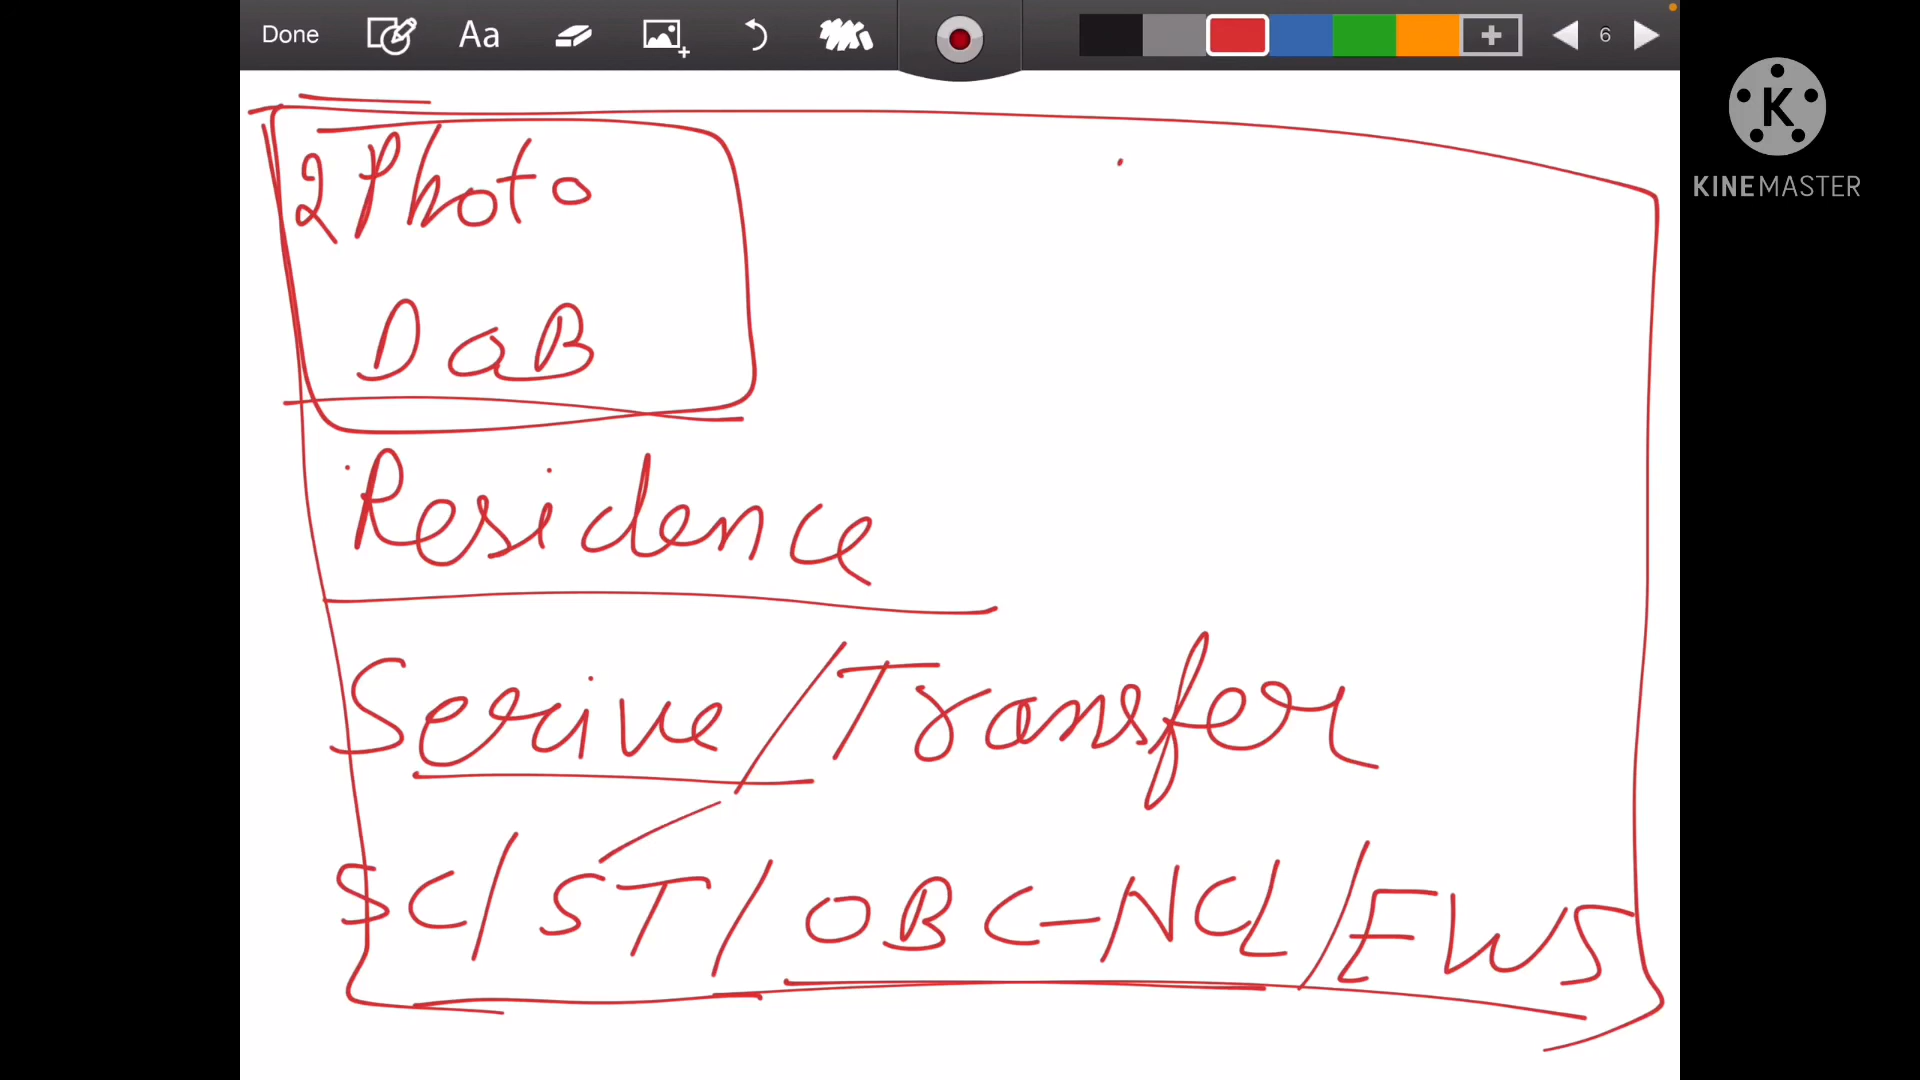 Done Aa 6
K
KINEMASTER
2 Photo
DOB
Residence
Serive/Transfer
SC/ST/OBC-NCL/EWS